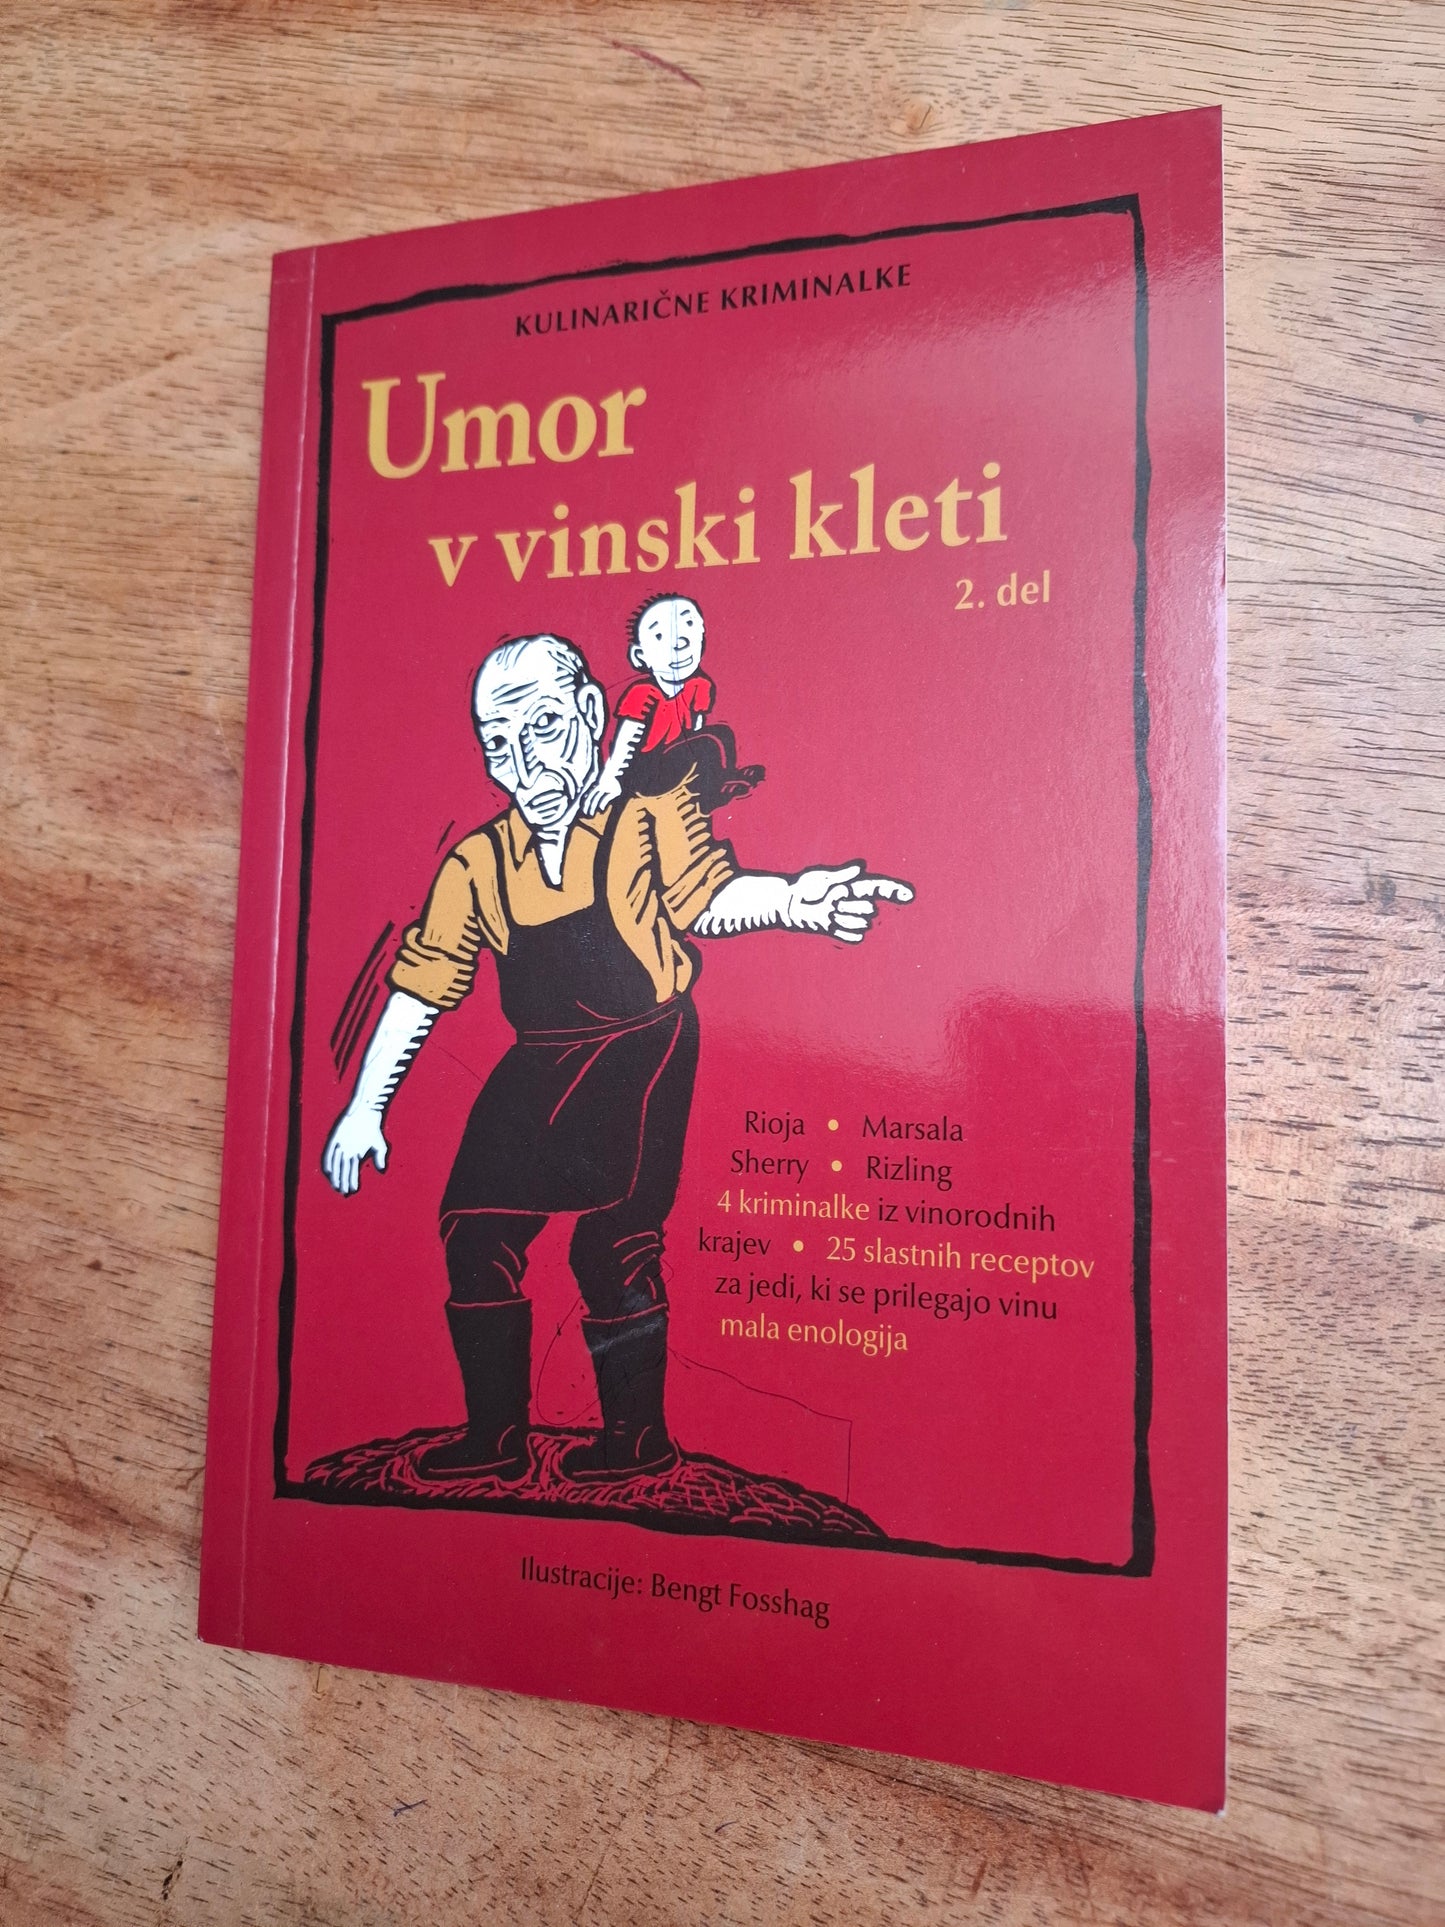 KULINARIČNE KRIMINALKE
Umor
v vinski kleti
2. del
Rioja • Marsala
Sherry • Rizling
4 kriminalke iz vinorodnih
krajev • 25 slastnih receptov
za jedi, ki se prilegajo vinu
mala enologija
Ilustracije: Bengt Fosshag